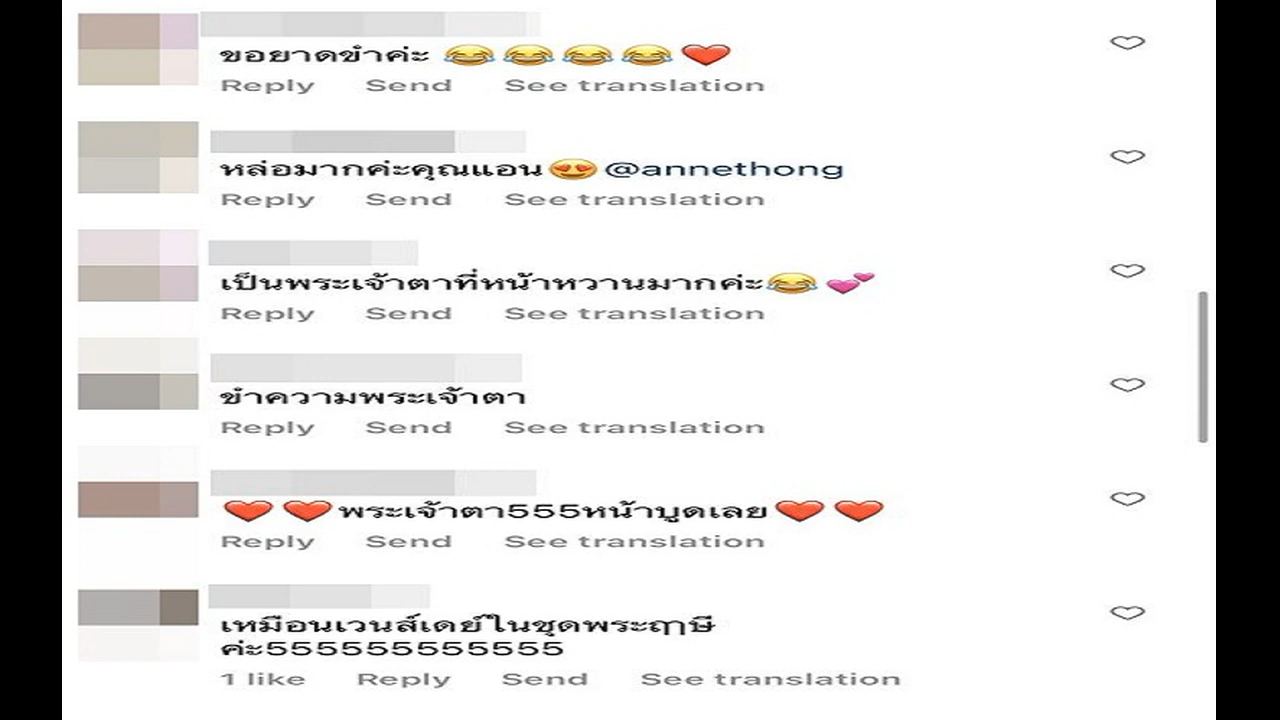 ขอยาดขำค่ะ 😂😂😂😂❤️
Reply Send See translation
หล่อมากค่ะคุณแอน😍@annethong
Reply Send See translation
เป็นพระเจ้าตาที่หน้าหวานมากค่ะ😂💕
Reply Send See translation
ขำความพระเจ้าตา
Reply Send See translation
❤️❤️พระเจ้าตา555หน้าบูดเลย❤️❤️
Reply Send See translation
เหมือนเวนส์เดย์ในชุดพระฤาษี
ค่ะ5555555555555
1 like Reply Send See translation